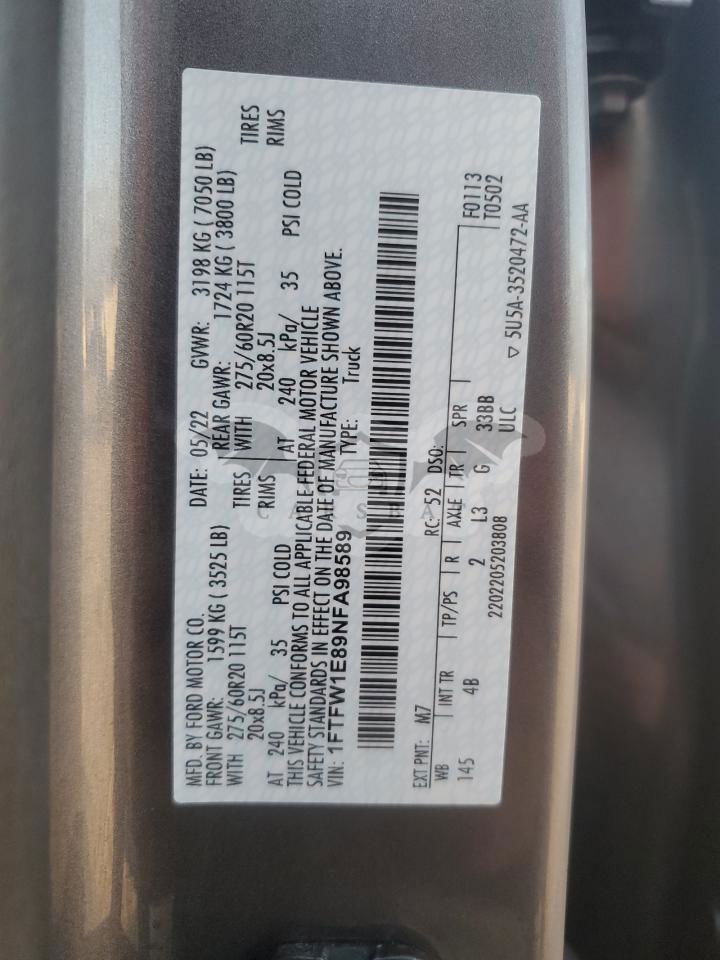 MFD. BY FORD MOTOR CO. DATE: 05/22 GVWR: 3198 KG ( 7050 LB)
FRONT GAWR: 1599 KG ( 3525 LB) REAR GAWR: 1724 KG ( 3800 LB)
WITH 275/60R20 115T TIRES WITH 275/60R20 115T TIRES
20x8.5J RIMS 20x8.5J RIMS
AT 240 kPa/ 35 PSI COLD AT 240 kPa/ 35 PSI COLD
THIS VEHICLE CONFORMS TO ALL APPLICABLE FEDERAL MOTOR VEHICLE
SAFETY STANDARDS IN EFFECT ON THE DATE OF MANUFACTURE SHOWN ABOVE.
VIN: 1FTFW1E89NFA98589 TYPE: Truck
EXT PNT: M7 RC: 52 DSO:
WB INT TR TP/PS R AXLE TR SPR F0113
145 4B 2 L3 G 33BB T0502
2202205203808 ULC
▽ 5U5A-3520472-AA